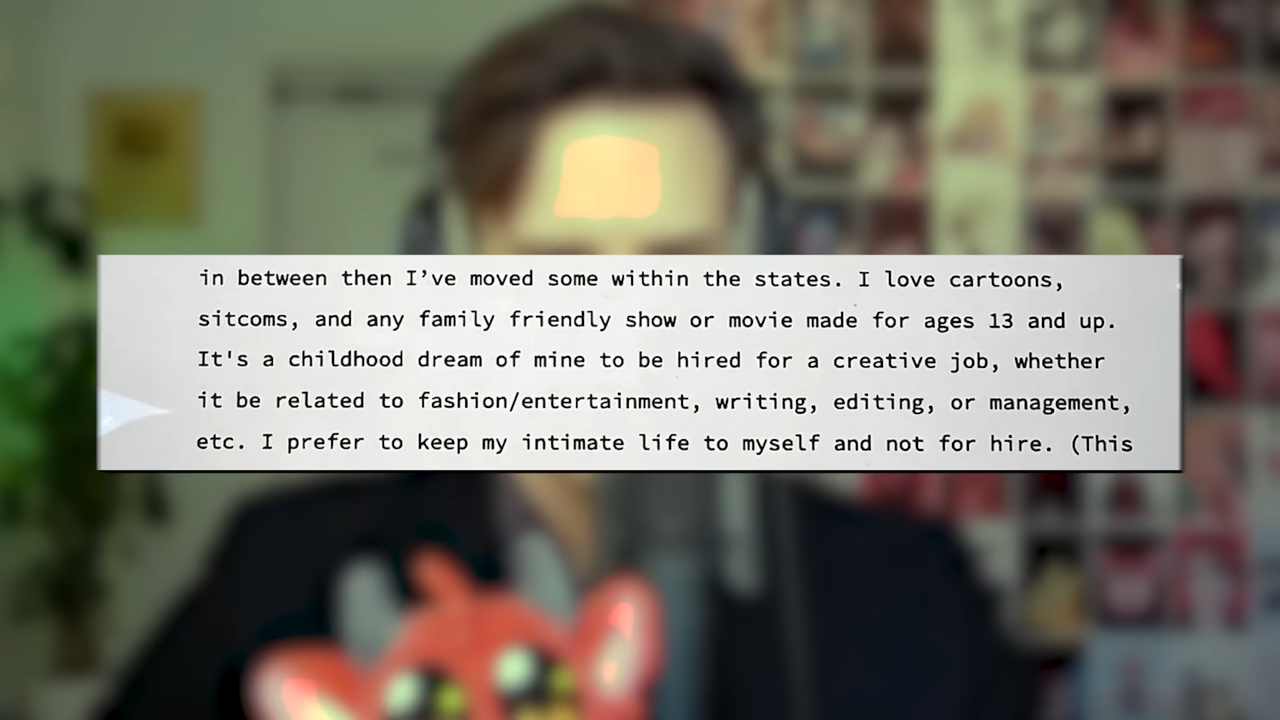 in between then I’ve moved some within the states. I love cartoons,
sitcoms, and any family friendly show or movie made for ages 13 and up.
It's a childhood dream of mine to be hired for a creative job, whether
it be related to fashion/entertainment, writing, editing, or management,
etc. I prefer to keep my intimate life to myself and not for hire. (This